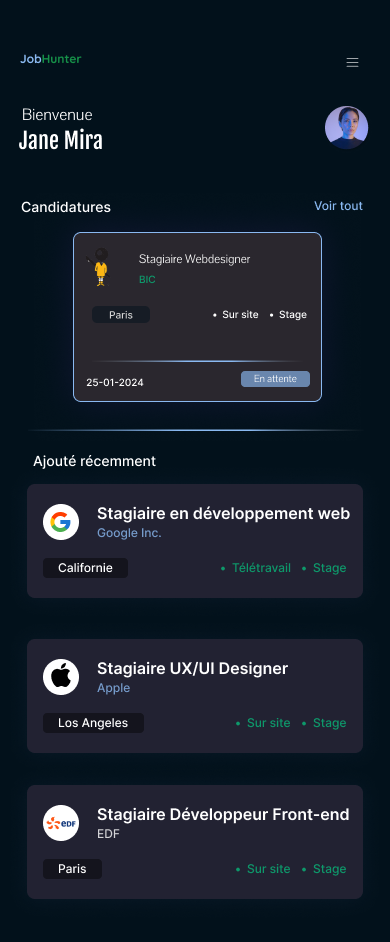 JobHunter
Bienvenue
Jane Mira
Candidatures
Voir tout
Stagiaire Webdesigner
BIC
Paris
• Sur site • Stage
25-01-2024
En attente
Ajouté récemment
Stagiaire en développement web
Google Inc.
Californie
• Télétravail • Stage
Stagiaire UX/UI Designer
Apple
Los Angeles
• Sur site • Stage
Stagiaire Développeur Front-end
eDF
EDF
Paris
• Sur site • Stage